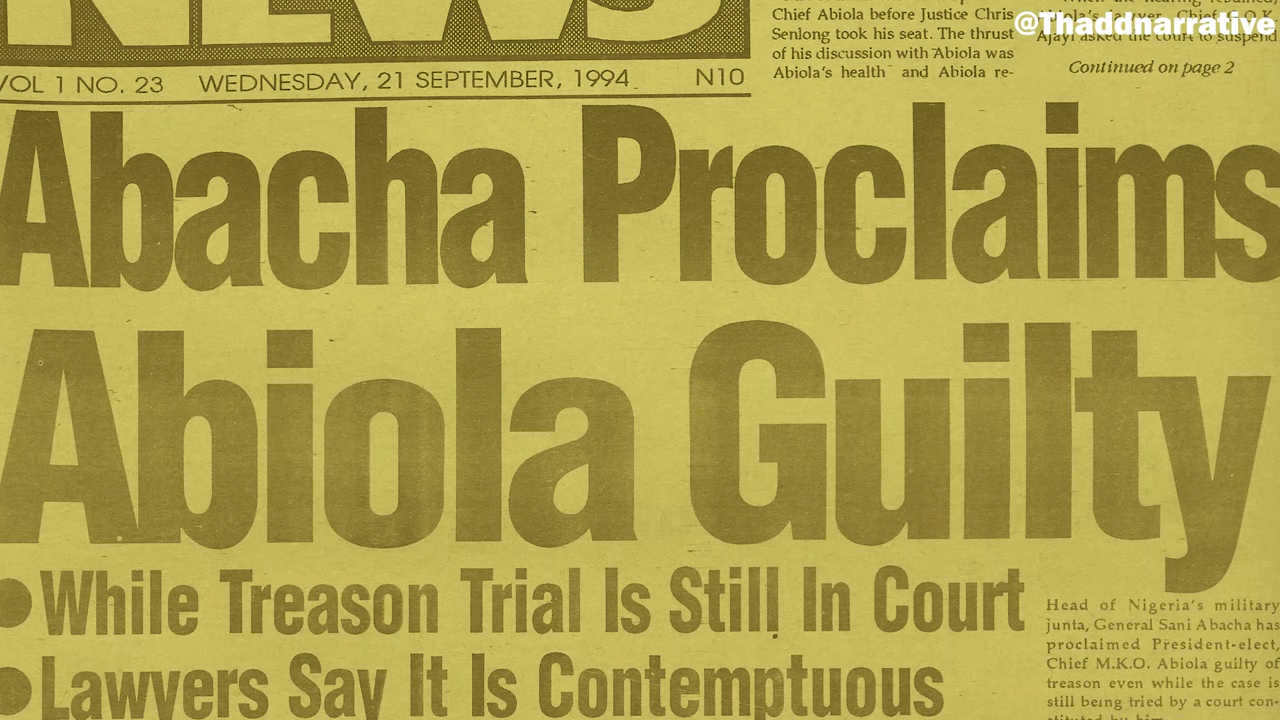 NEWS
VOL 1 NO. 23 WEDNESDAY, 21 SEPTEMBER, 1994 N10
Chief Abiola before Justice Chris
Senlong took his seat. The thrust
of his discussion with Abiola was
Abiola's health and Abiola re-
@Thaddnarrative
Ajayi asked the court to suspend
Continued on page 2
Abacha Proclaims
Abiola Guilty
●While Treason Trial Is Still In Court
●Lawyers Say It Is Contemptuous
Head of Nigeria's military
junta, General Sani Abacha has
proclaimed President-elect,
Chief M.K.O. Abiola guilty of
treason even while the case is
still being tried by a court con-